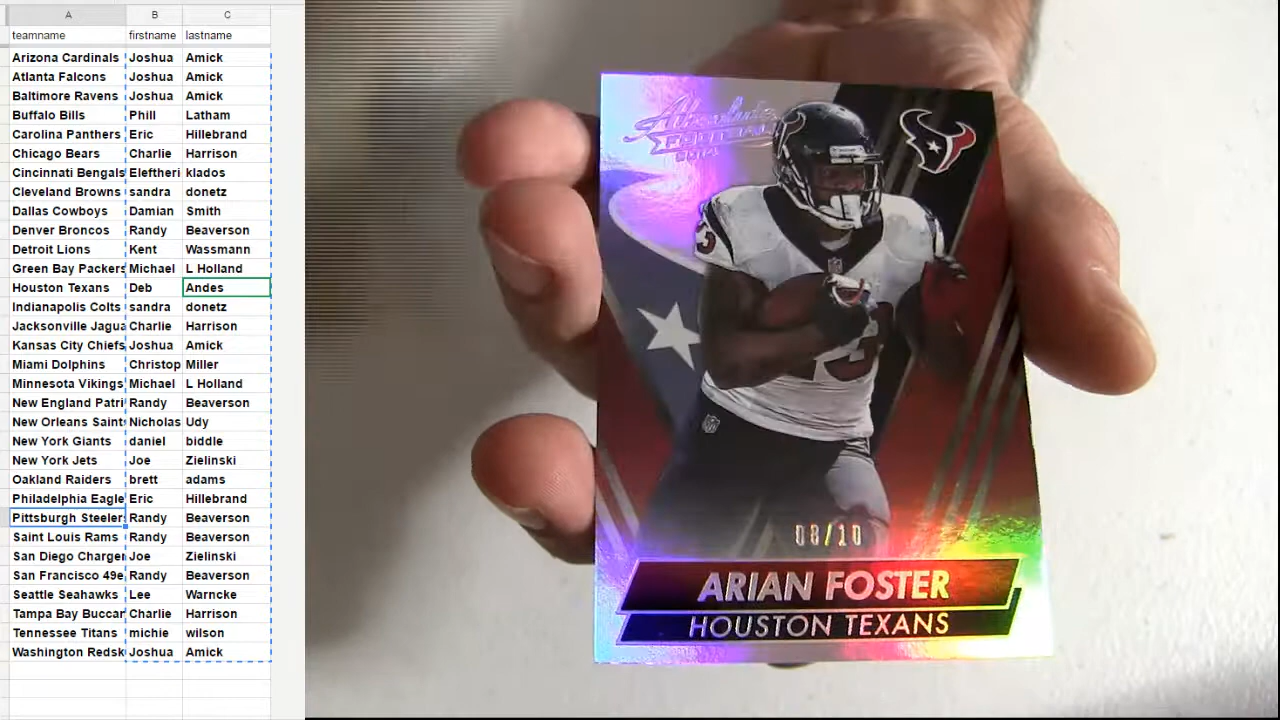 A B C
teamname firstname lastname
Arizona Cardinals Joshua Amick
Atlanta Falcons Joshua Amick
Baltimore Ravens Joshua Amick
Buffalo Bills Phill Latham
Carolina Panthers Eric Hillebrand
Chicago Bears Charlie Harrison
Cincinnati Bengals Eleftheri klados
Cleveland Browns sandra donetz
Dallas Cowboys Damian Smith
Denver Broncos Randy Beaverson
Detroit Lions Kent Wassmann
Green Bay Packers Michael L Holland
Houston Texans Deb Andes
Indianapolis Colts sandra donetz
Jacksonville Jagua Charlie Harrison
Kansas City Chiefs Joshua Amick
Miami Dolphins Christop Miller
Minnesota Vikings Michael L Holland
New England Patri Randy Beaverson
New Orleans Saints Nicholas Udy
New York Giants daniel biddle
New York Jets Joe Zielinski
Oakland Raiders brett adams
Philadelphia Eagle Eric Hillebrand
Pittsburgh Steelers Randy Beaverson
Saint Louis Rams Randy Beaverson
San Diego Charger Joe Zielinski
San Francisco 49e Randy Beaverson
Seattle Seahawks Lee Warncke
Tampa Bay Buccar Charlie Harrison
Tennessee Titans michie wilson
Washington Redsk Joshua Amick
Absolute
FOOTBALL
2014
08/10
ARIAN FOSTER
HOUSTON TEXANS